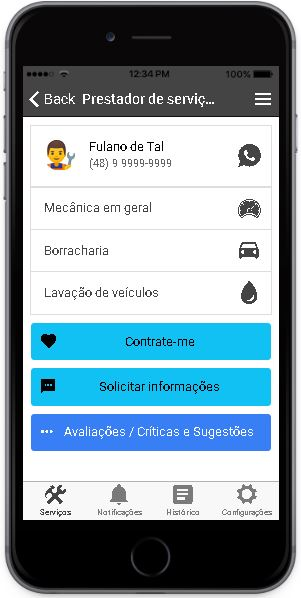 12:34 PM 100%
Back Prestador de serviç...
Fulano de Tal
(48) 9 9999-9999
Mecânica em geral
Borracharia
Lavação de veículos
Contrate-me
Solicitar informações
Avaliações / Críticas e Sugestões
Serviços Notificações Histórico Configurações